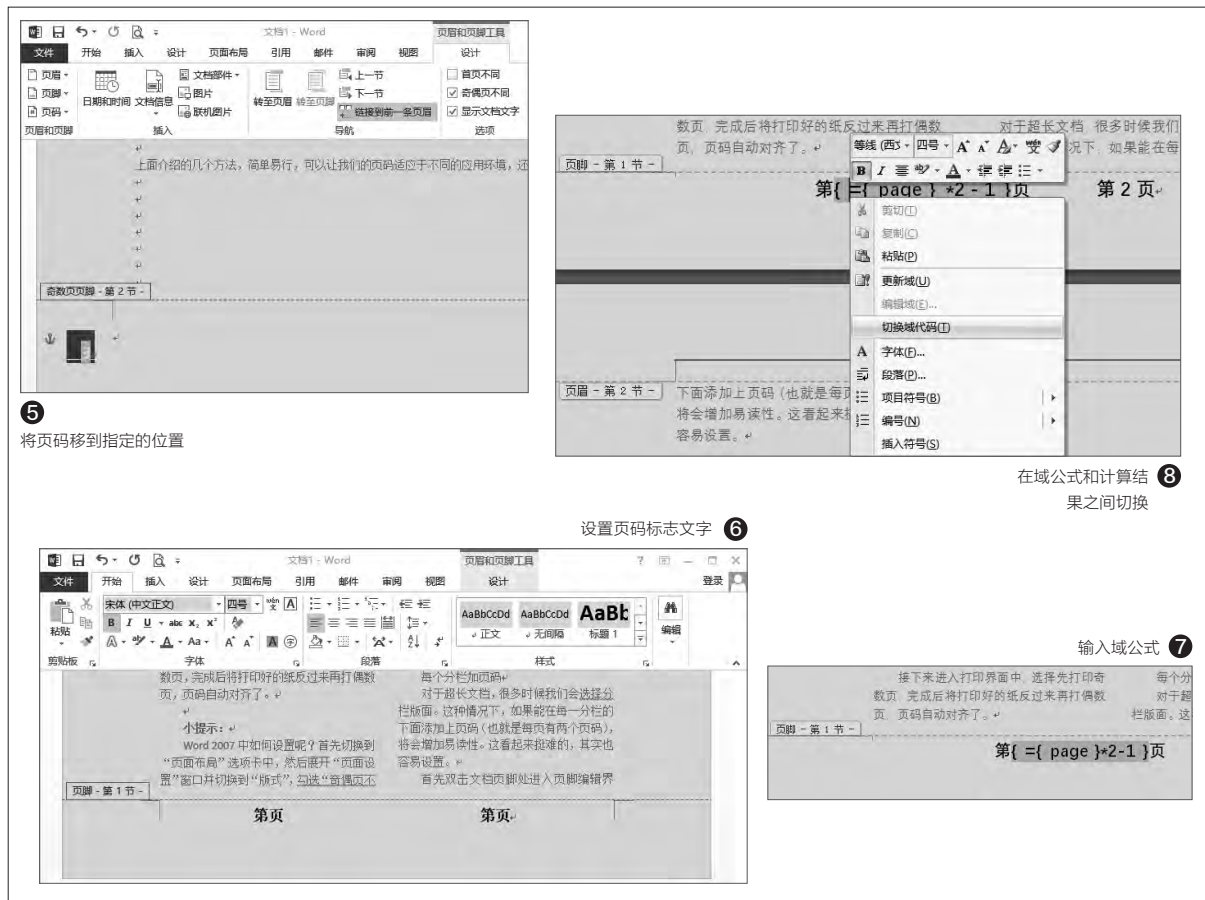 文档1 - Word
页眉和页脚工具
文件 开始 插入 设计 页面布局 引用 邮件 审阅 视图 设计
页眉
页脚
页码
日期和时间 文档信息
文档部件
图片
联机图片
转至页眉 转至页脚
上一节
下一节
链接到前一条页眉
首页不同
奇偶页不同
显示文档文字
页眉和页脚 插入 导航 选项
上面介绍的几个方法，简单易行，可以让我们的页码适应于不同的应用环境，还
奇数页页脚 - 第 2 节 -
❺
将页码移到指定的位置
数页 完成后将打印好的纸反过来再打偶数
页，页码自动对齐了。
对于超长文档 很多时候我们
况下，如果能在每
等线 (西 四号
页脚 - 第 1 节 -
第{ ={ page } *2 - 1 }页 第 2 页
剪切(T)
复制(C)
粘贴(P)
更新域(U)
编辑域(E)...
切换域代码(T)
字体(F)...
段落(P)...
项目符号(B)
编号(N)
插入符号(S)
页眉 - 第 2 节 -
下面添加上页码（也就是每页
将会增加易读性。这看起来挺
容易设置。
在域公式和计算结 ❽
果之间切换
设置页码标志文字 ❻
文档1 - Word
页眉和页脚工具
文件 开始 插入 设计 页面布局 引用 邮件 审阅 视图 设计 登录
宋体 (中文正文) 四号
粘贴
AaBbCcDd AaBbCcDd AaBbC
正文 无间隔 标题 1
编辑
剪贴板 字体 段落 样式
数页，完成后将打印好的纸反过来再打偶数
页，页码自动对齐了。
小提示：
Word 2007 中如何设置呢？首先切换到
“页面布局”选项卡中，然后展开“页面设
置”窗口并切换到“版式”，勾选“奇偶页不
每个分栏加页码
对于超长文档，很多时候我们会选择分
栏版面。这种情况下，如果能在每一分栏的
下面添加上页码（也就是每页有两个页码），
将会增加易读性。这看起来挺难的，其实也
容易设置。
首先双击文档页脚处进入页脚编辑界
页脚 - 第 1 节 -
第页 第页
输入域公式 ❼
接下来进入打印界面中，选择先打印奇
数页 完成后将打印好的纸反过来再打偶数
页，页码自动对齐了。
每个分
对于超
栏版面。这
页脚 - 第 1 节 -
第{ ={ page }*2-1 }页